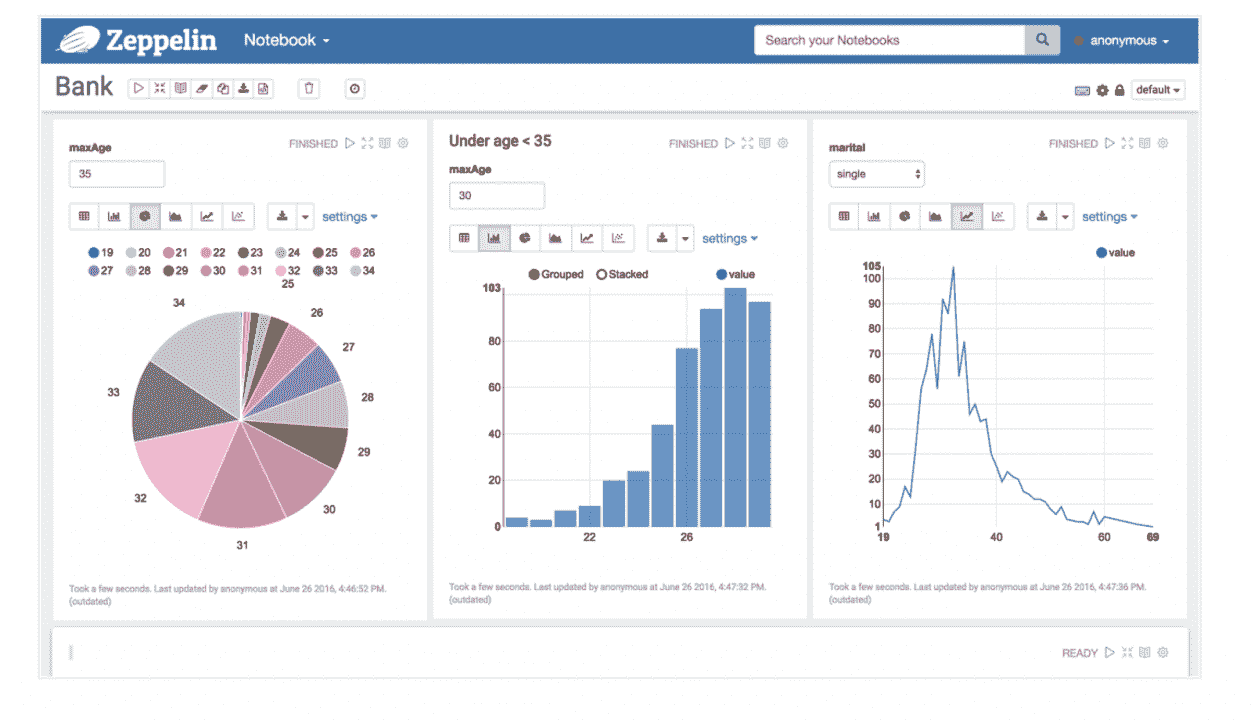 Zeppelin Notebook Search your Notebooks anonymous
Bank default
FINISHED
maxAge
35
settings
19 20 21 22 23 24 25 26
27 28 29 30 31 32 33 34
25
34 26
27
33 28
29
32 30
31
Took a few seconds. Last updated by anonymous at June 26 2016, 4:46:52 PM.
(outdated)
Under age < 35 FINISHED
maxAge
30
settings
Grouped Stacked value
103
80
60
40
20
0
22 26
Took a few seconds. Last updated by anonymous at June 26 2016, 4:47:32 PM.
(outdated)
FINISHED
marital
single
settings
value
105
100
90
80
70
60
50
40
30
20
10
1
19 40 60 69
Took a few seconds. Last updated by anonymous at June 26 2016, 4:47:36 PM.
(outdated)
READY